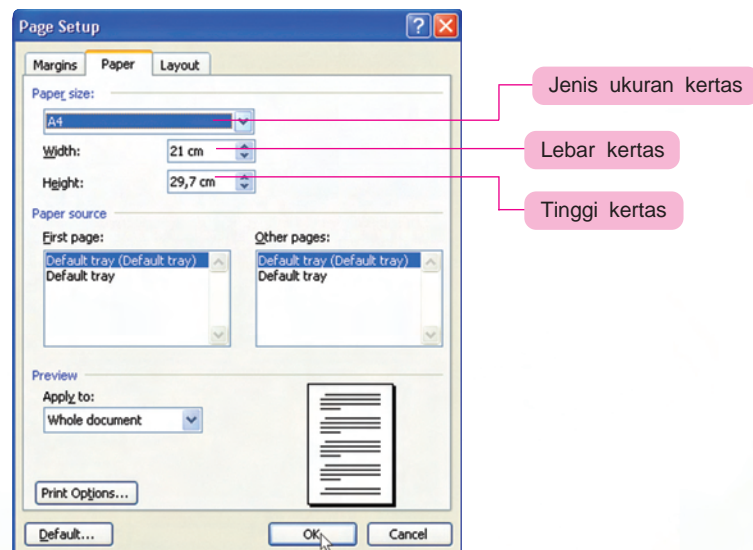 Page Setup
Margins Paper Layout
Paper size:
A4
Width: 21 cm
Height: 29,7 cm
Jenis ukuran kertas
Lebar kertas
Tinggi kertas
Paper source
First page: Other pages:
Default tray (Default tray) Default tray (Default tray)
Default tray Default tray
Preview
Apply to:
Whole document
Print Options...
Default... OK Cancel